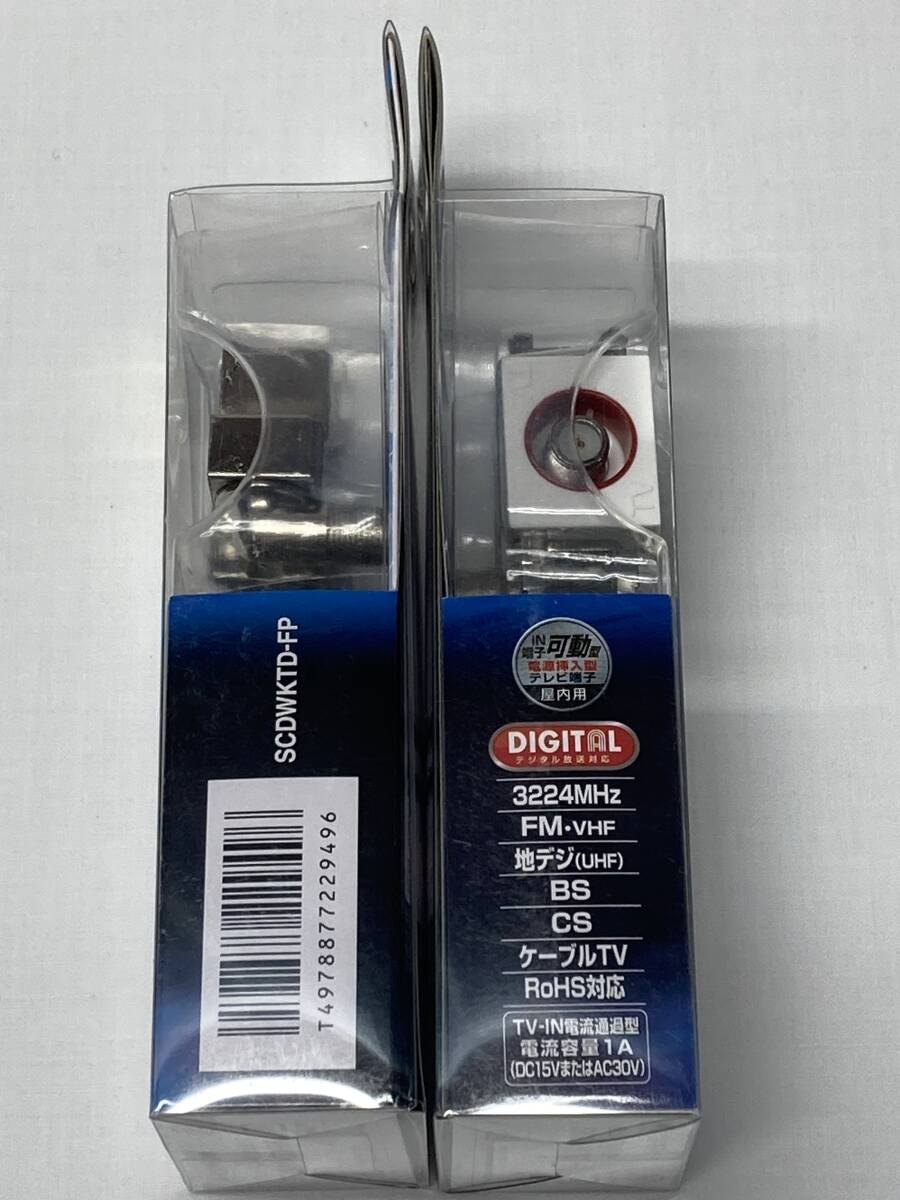 SCDWKTD-FP
T4978877229496
IN
端子可動型
電源挿入型
テレビ端子
屋内用
DIGITAL
デジタル放送対応
3224MHz
FM・VHF
地デジ(UHF)
BS
CS
ケーブルTV
RoHS対応
TV-IN電流通過型
電流容量1A
(DC15VまたはAC30V)